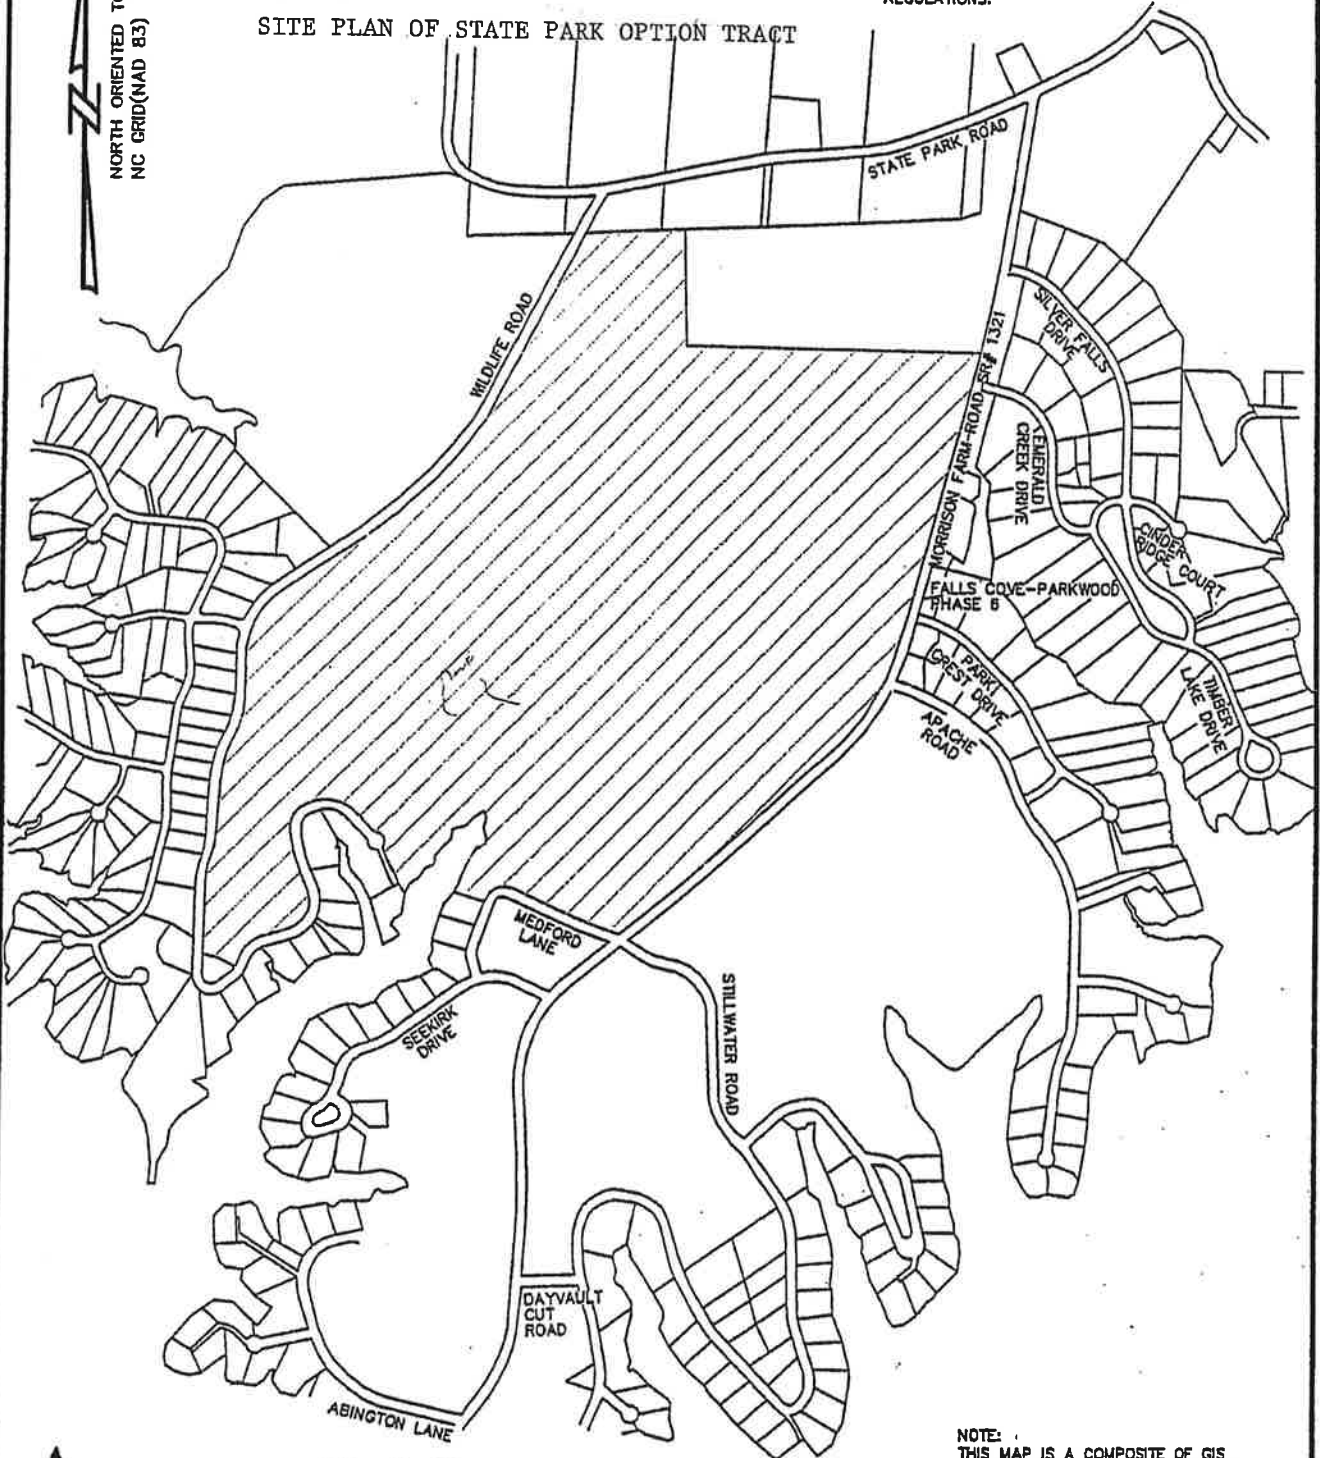 REGULATIONS.
SITE PLAN OF STATE PARK OPTION TRACT
NORTH ORIENTED
NC GRID(NAD 83)
STATE PARK ROAD
WILDLIFE ROAD
SILVER FALLS
DRIVE
MORRISON FARM-ROAD SR# 1321
EMERALD
CREEK DRIVE
CINDER
RIDGE COURT
FALLS COVE-PARKWOOD
PHASE 6
PARK
CREST DRIVE
TIMBER
LAKE DRIVE
APACHE
ROAD
MEDFORD
LANE
STILLWATER ROAD
SEEKIRK
DRIVE
DAYVAULT
CUT
ROAD
ABINGTON LANE
NOTE:
THIS MAP IS A COMPOSITE OF GIS